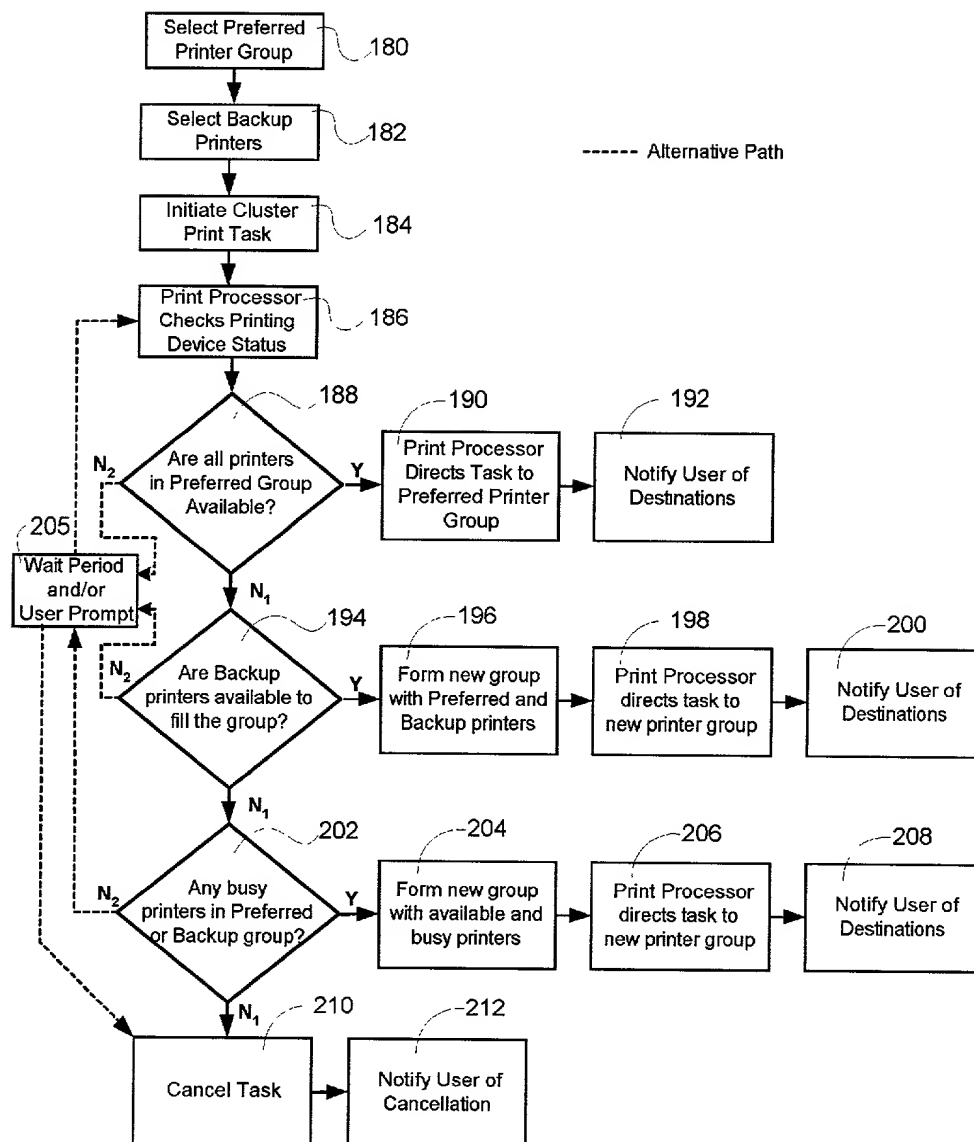 Select Preferred
Printer Group
180
Select Backup
Printers
182
Alternative Path
Initiate Cluster
Print Task
184
Print Processor
Checks Printing
Device Status
186
188
190
192
N2
Are all printers
in Preferred Group
Available?
Y
Print Processor
Directs Task to
Preferred Printer
Group
Notify User of
Destinations
205
Wait Period
and/or
User Prompt
N1
194
196
198
200
N2
Are Backup
printers available to
fill the group?
Y
Form new group
with Preferred and
Backup printers
Print Processor
directs task to
new printer group
Notify User of
Destinations
N1
202
204
206
208
N2
Any busy
printers in Preferred
or Backup group?
Y
Form new group
with available and
busy printers
Print Processor
directs task to
new printer group
Notify User of
Destinations
N1
210
212
Cancel Task
Notify User of
Cancellation